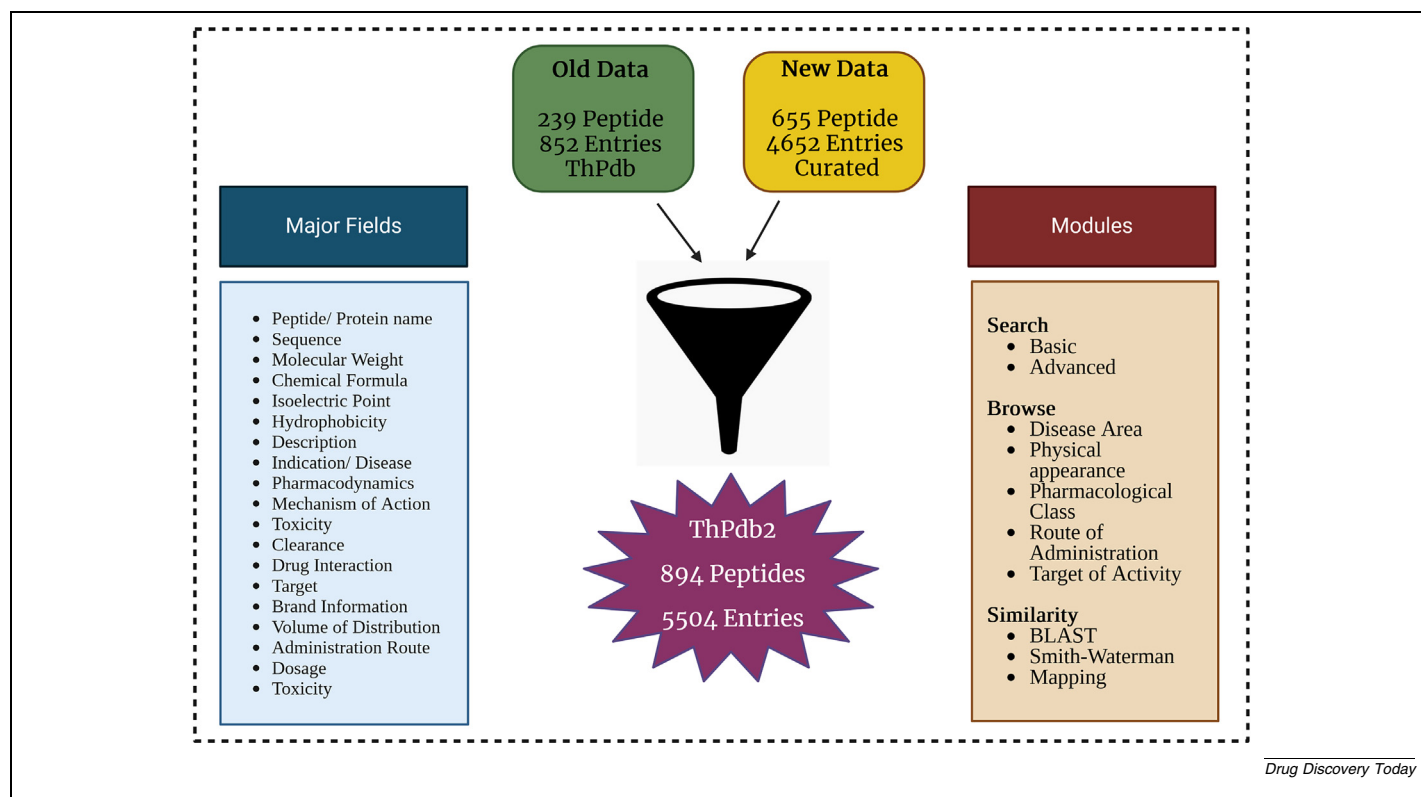 Old Data
239 Peptide
852 Entries
ThPdb
New Data
655 Peptide
4652 Entries
Curated
Major Fields
Peptide/ Protein name
Sequence
Molecular Weight
Chemical Formula
Isoelectric Point
Hydrophobicity
Description
Indication/ Disease
Pharmacodynamics
Mechanism of Action
Toxicity
Clearance
Drug Interaction
Target
Brand Information
Volume of Distribution
Administration Route
Dosage
Toxicity
ThPdb2
894 Peptides
5504 Entries
Modules
Search
Basic
Advanced
Browse
Disease Area
Physical
appearance
Pharmacological
Class
Route of
Administration
Target of Activity
Similarity
BLAST
Smith-Waterman
Mapping
Drug Discovery Today